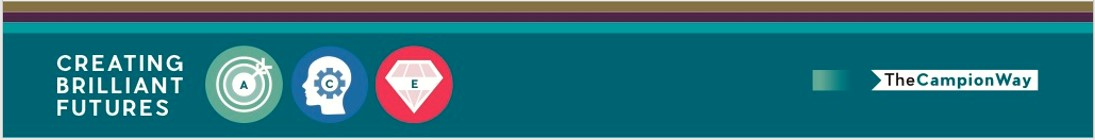 CREATING
BRILLIANT
FUTURES
A C E
TheCampionWay